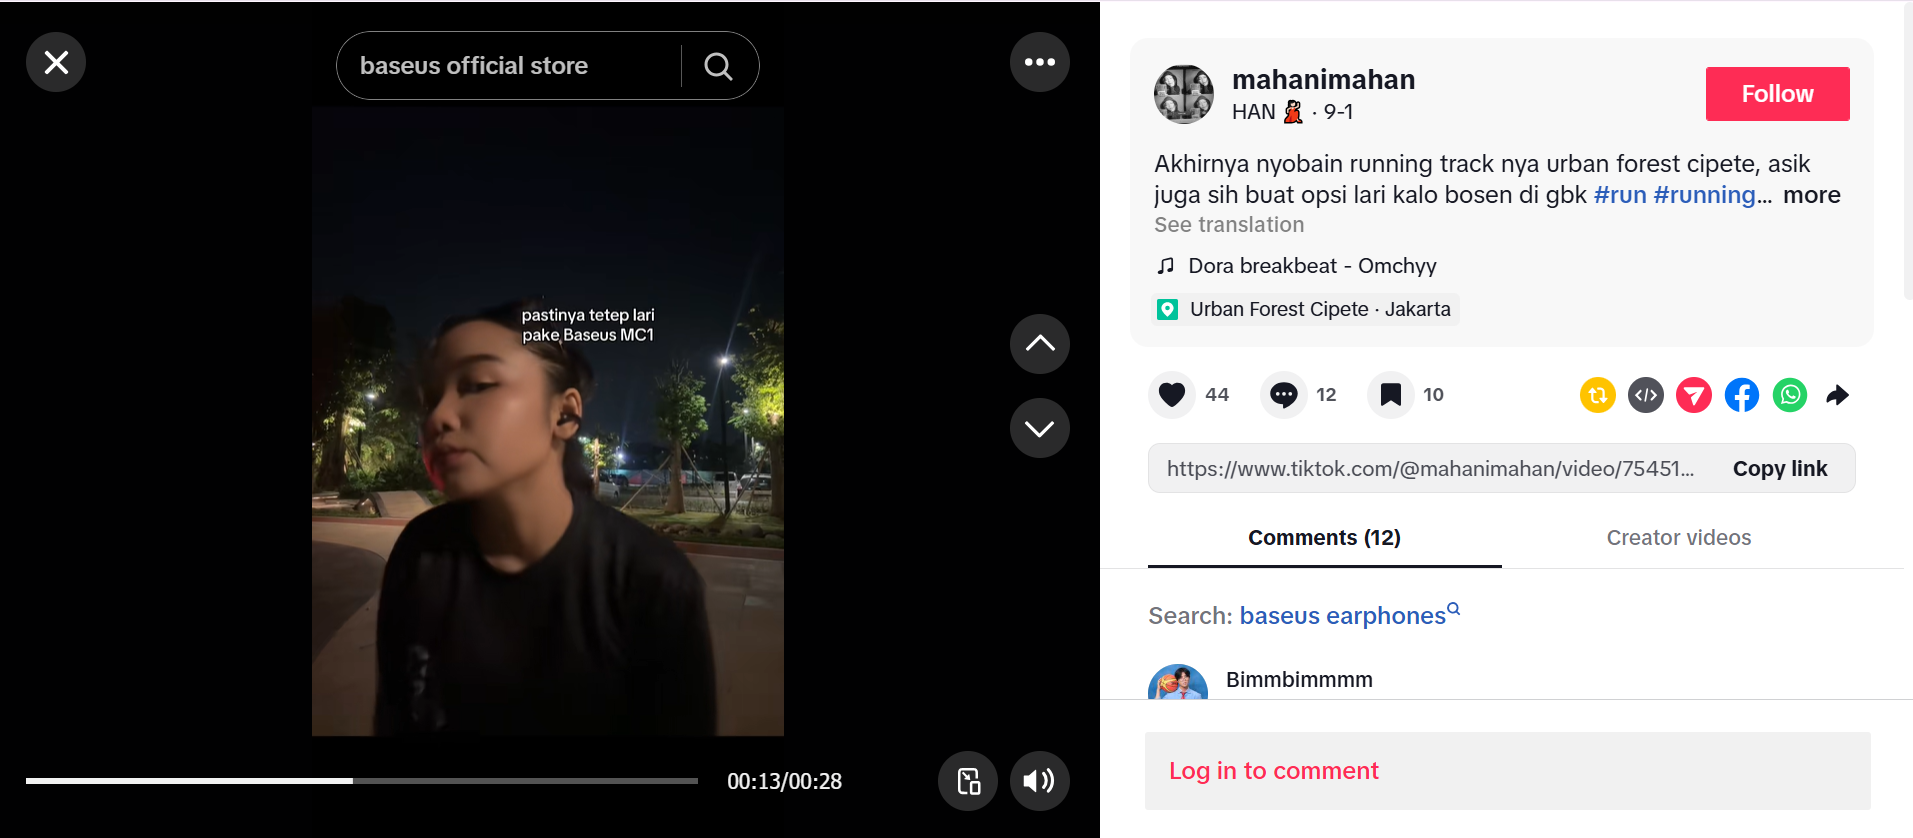 baseus official store
pastinya tetep lari
pake Baseus MC1
00:13/00:28
mahanimahan
HAN 💃🏻 · 9-1
Follow
Akhirnya nyobain running track nya urban forest cipete, asik
juga sih buat opsi lari kalo bosen di gbk #run #running... more
See translation
Dora breakbeat - Omchyy
Urban Forest Cipete · Jakarta
44
12
10
https://www.tiktok.com/@mahanimahan/video/75451...
Copy link
Comments (12)
Creator videos
Search: baseus earphones
Bimmbimmmm
Log in to comment